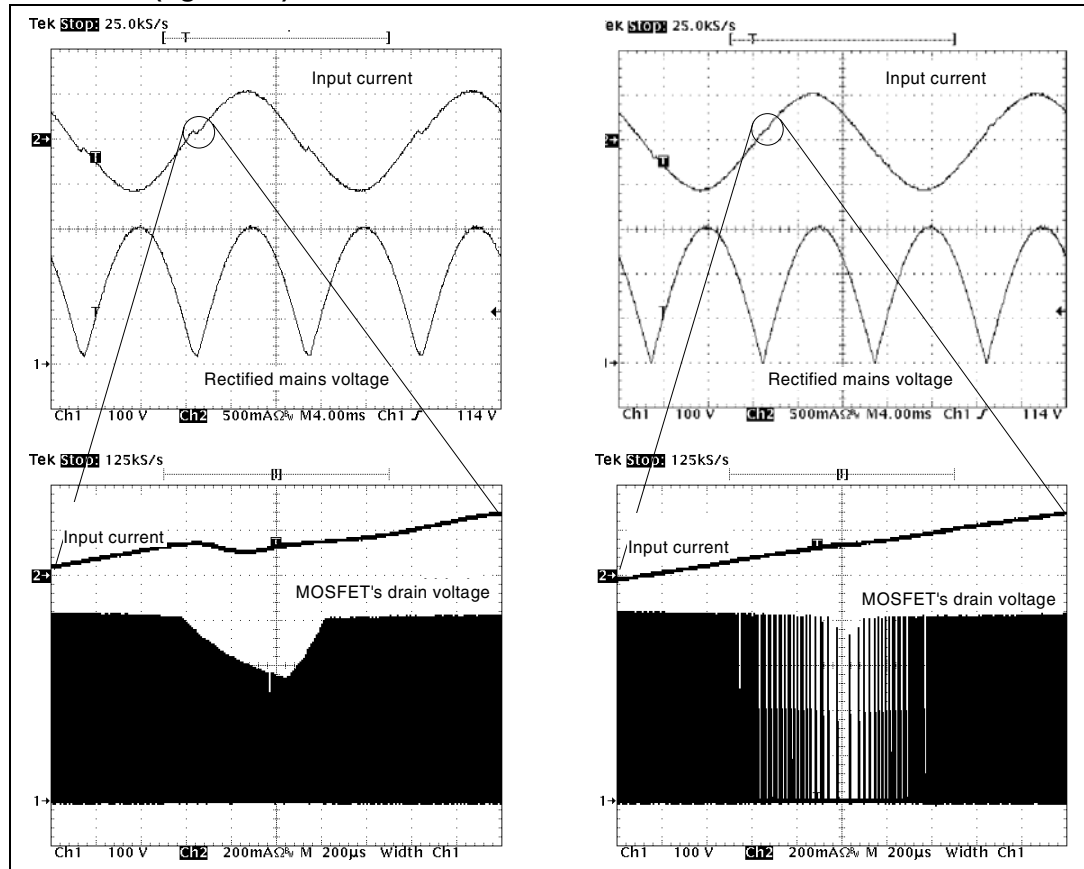 Tek Stop: 25.0kS/s
[ T ]
Input current
2
T
T
1
Rectified mains voltage
Ch1 100 V Ch2 500mAΩ M4.00ms Ch1 114 V
ek Stop: 25.0kS/s
[ T ]
Input current
T
T
Rectified mains voltage
Ch1 100 V Ch2 500mAΩ M4.00ms Ch1 114 V
Tek Stop: 125kS/s
Input current
T
2
MOSFET's drain voltage
1
Ch1 100 V Ch2 200mAΩ M 200µs Width Ch1
Tek Stop: 125kS/s
Input current
T
2
MOSFET's drain voltage
1
Ch1 100 V Ch2 200mAΩ M 200µs Width Ch1